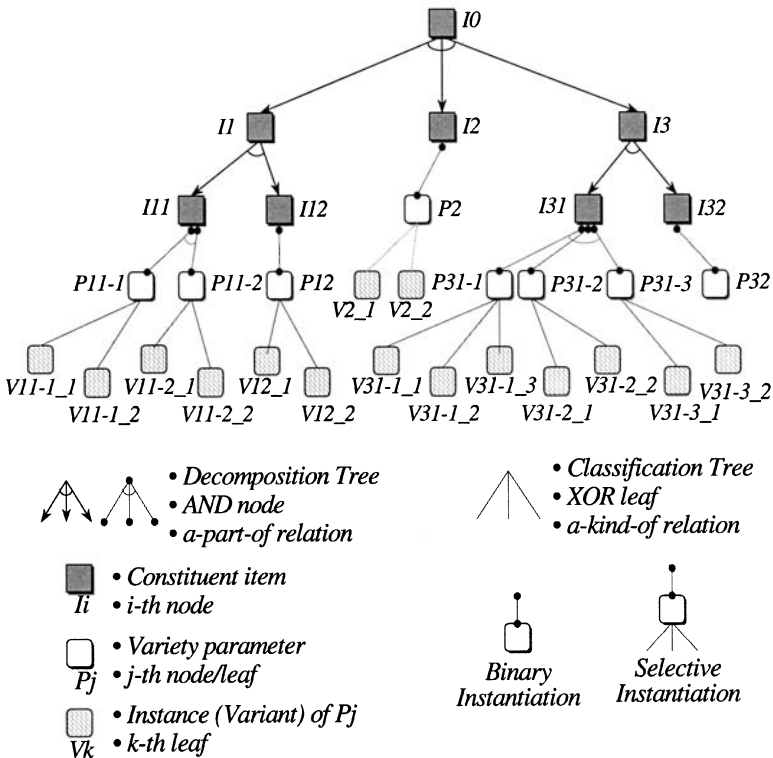 I0
I1
I2
I3
I11
I12
P2
I31
I32
P11-1
P11-2
P12
V2_1
V2_2
P31-1
P31-2
P31-3
P32
V11-1_1
V11-1_2
V11-2_1
V11-2_2
V12_1
V12_2
V31-1_1
V31-1_2
V31-1_3
V31-2_1
V31-2_2
V31-3_1
V31-3_2
• Decomposition Tree
• AND node
• a-part-of relation
• Classification Tree
• XOR leaf
• a-kind-of relation
Ii
• Constituent item
• i-th node
Pj
• Variety parameter
• j-th node/leaf
Vk
• Instance (Variant) of Pj
• k-th leaf
Binary
Instantiation
Selective
Instantiation